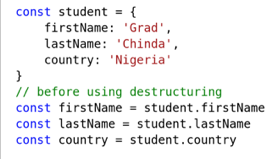 const student = {
    firstName: 'Grad',
    lastName: 'Chinda',
    country: 'Nigeria'
}
// before using destructuring
const firstName = student.firstName
const lastName = student.lastName
const country = student.country